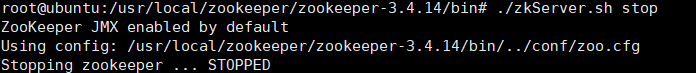 root@ubuntu:/usr/local/zookeeper/zookeeper-3.4.14/bin# ./zkServer.sh stop
ZooKeeper JMX enabled by default
Using config: /usr/local/zookeeper/zookeeper-3.4.14/bin/../conf/zoo.cfg
Stopping zookeeper ... STOPPED